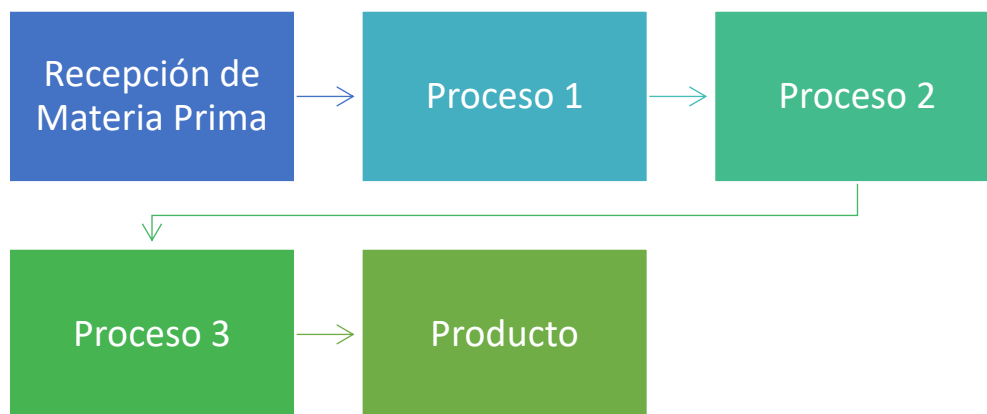 Recepción de
Materia Prima
Proceso 1
Proceso 2
Proceso 3
Producto